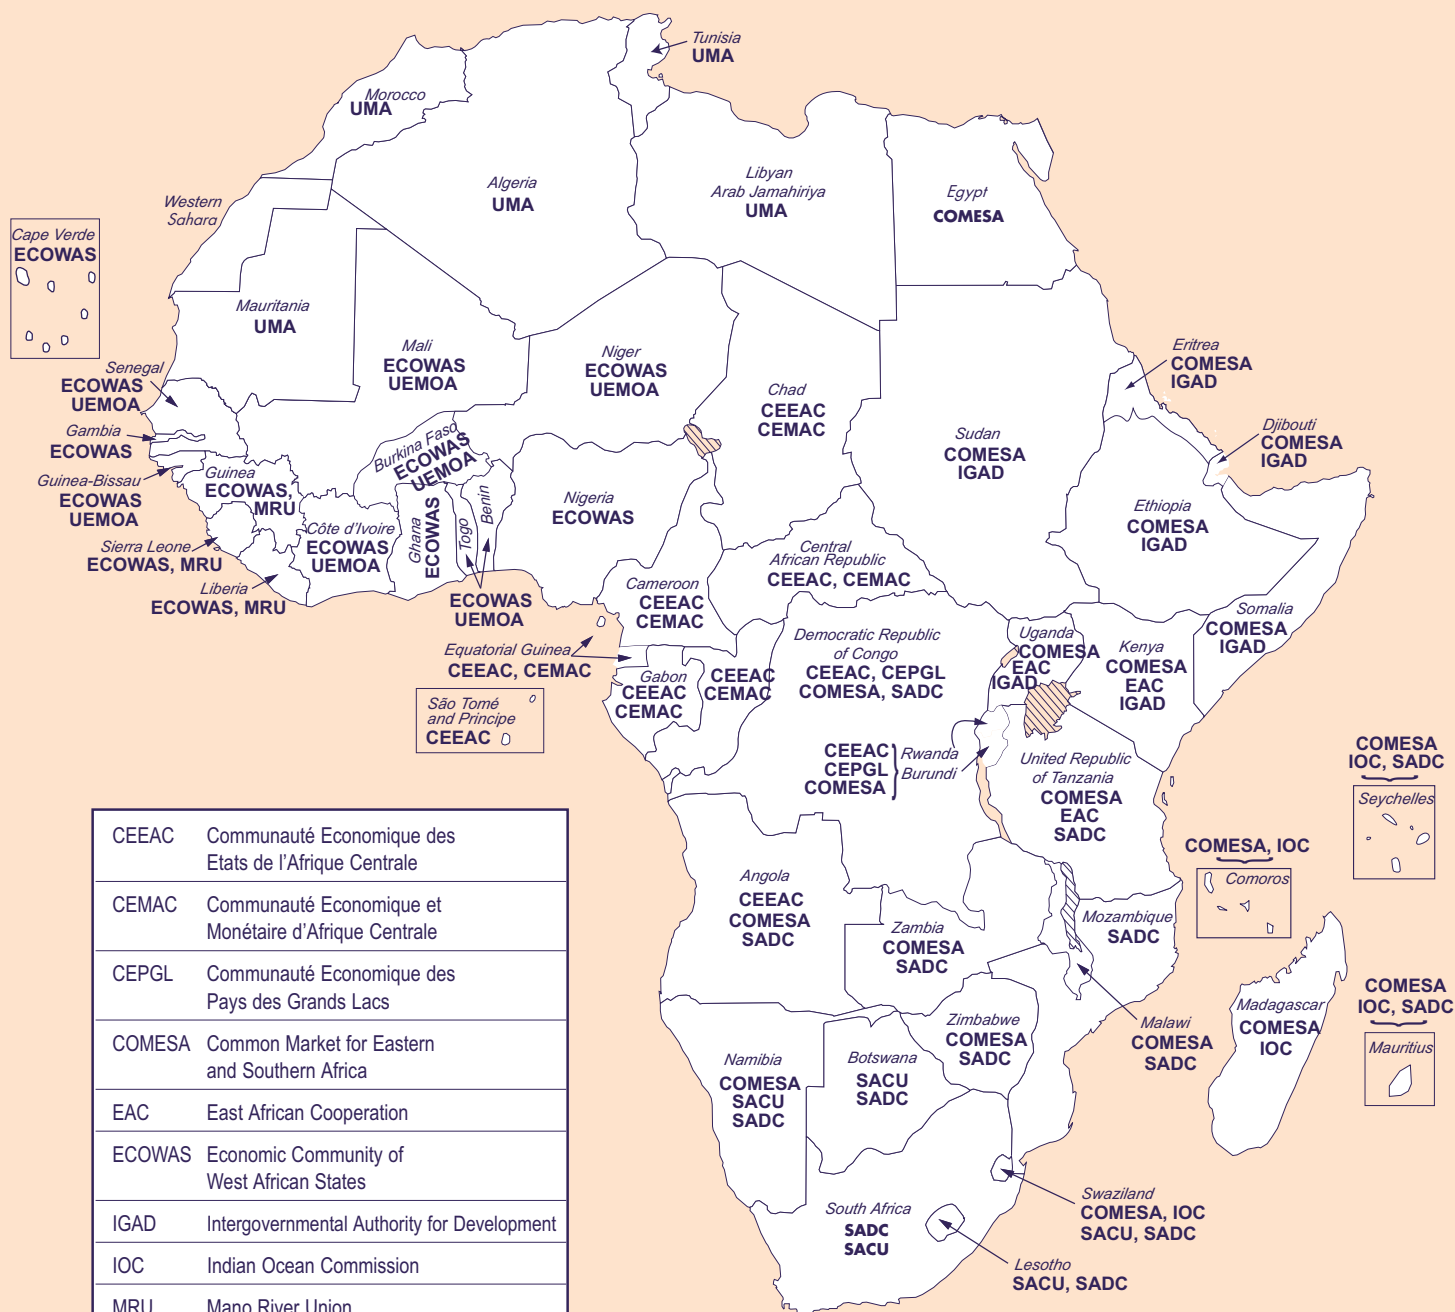 Tunisia
UMA
Morocco
UMA
Algeria
UMA
Libyan
Arab Jamahiriya
UMA
Egypt
COMESA
Western
Sahara
Cape Verde
ECOWAS
Mauritania
UMA
Mali
ECOWAS
UEMOA
Niger
ECOWAS
UEMOA
Chad
CEEAC
CEMAC
Sudan
COMESA
IGAD
Eritrea
COMESA
IGAD
Djibouti
COMESA
IGAD
Ethiopia
COMESA
IGAD
Somalia
COMESA
IGAD
Senegal
ECOWAS
UEMOA
Gambia
ECOWAS
Guinea-Bissau
ECOWAS
UEMOA
Guinea
ECOWAS,
MRU
Sierra Leone
ECOWAS, MRU
Liberia
ECOWAS, MRU
Côte d'Ivoire
ECOWAS
UEMOA
Burkina Faso
ECOWAS
UEMOA
Ghana
ECOWAS
Togo
Benin
ECOWAS
UEMOA
Nigeria
ECOWAS
Cameroon
CEEAC
CEMAC
Central
African Republic
CEEAC, CEMAC
Equatorial Guinea
CEEAC, CEMAC
São Tomé
and Principe
CEEAC
Gabon
CEEAC
CEMAC
CEEAC
CEMAC
Democratic Republic
of Congo
CEEAC, CEPGL
COMESA, SADC
Uganda
COMESA
EAC
IGAD
Kenya
COMESA
EAC
IGAD
CEEAC
CEPGL
COMESA
Rwanda
Burundi
United Republic
of Tanzania
COMESA
EAC
SADC
COMESA
IOC, SADC
Seychelles
COMESA, IOC
Comoros
Angola
CEEAC
COMESA
SADC
Zambia
COMESA
SADC
Mozambique
SADC
Malawi
COMESA
SADC
Madagascar
COMESA
IOC
COMESA
IOC, SADC
Mauritius
Zimbabwe
COMESA
SADC
Namibia
COMESA
SACU
SADC
Botswana
SACU
SADC
South Africa
SADC
SACU
Swaziland
COMESA, IOC
SACU, SADC
Lesotho
SACU, SADC
CEEAC Communauté Economique des
Etats de l'Afrique Centrale
CEMAC Communauté Economique et
Monétaire d'Afrique Centrale
CEPGL Communauté Economique des
Pays des Grands Lacs
COMESA Common Market for Eastern
and Southern Africa
EAC East African Cooperation
ECOWAS Economic Community of
West African States
IGAD Intergovernmental Authority for Development
IOC Indian Ocean Commission
MRU Mano River Union